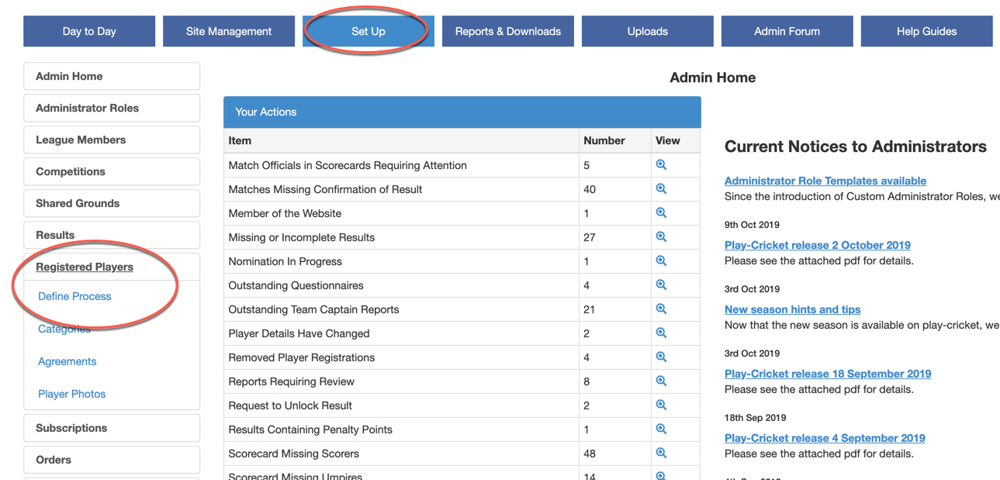 Day to Day
Site Management
Set Up
Reports & Downloads
Uploads
Admin Forum
Help Guides
Admin Home
Administrator Roles
League Members
Competitions
Shared Grounds
Results
Registered Players
Define Process
Categories
Agreements
Player Photos
Subscriptions
Orders
Admin Home
Your Actions
Item Number View
Match Officials in Scorecards Requiring Attention 5
Matches Missing Confirmation of Result 40
Member of the Website 1
Missing or Incomplete Results 27
Nomination In Progress 1
Outstanding Questionnaires 4
Outstanding Team Captain Reports 21
Player Details Have Changed 2
Removed Player Registrations 4
Reports Requiring Review 8
Request to Unlock Result 2
Results Containing Penalty Points 1
Scorecard Missing Scorers 48
Scorecard Missing Umpires 14
Current Notices to Administrators
Administrator Role Templates available
Since the introduction of Custom Administrator Roles, we
9th Oct 2019
Play-Cricket release 2 October 2019
Please see the attached pdf for details.
3rd Oct 2019
New season hints and tips
Now that the new season is available on play-cricket, we
3rd Oct 2019
Play-Cricket release 18 September 2019
Please see the attached pdf for details.
18th Sep 2019
Play-Cricket release 4 September 2019
Please see the attached pdf for details.